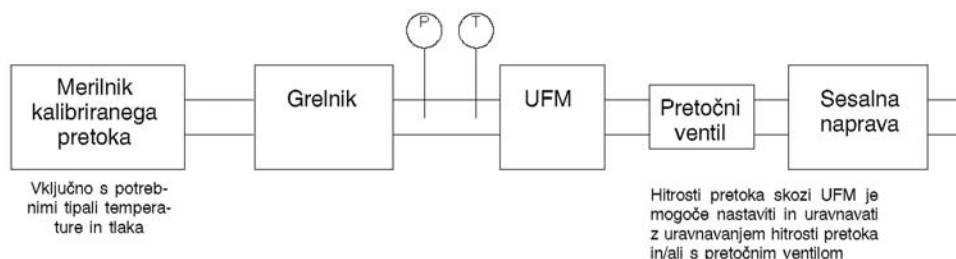 P
T
Merilnik
kalibriranega
pretoka
Grelnik
UFM
Pretočni
ventil
Sesalna
naprava
Vključno s potreb-
nimi tipali tempera-
ture in tlaka
Hitrosti pretoka skozi UFM je
mogoče nastaviti in uravnavati
z uravnavanjem hitrosti pretoka
in/ali s pretočnim ventilom